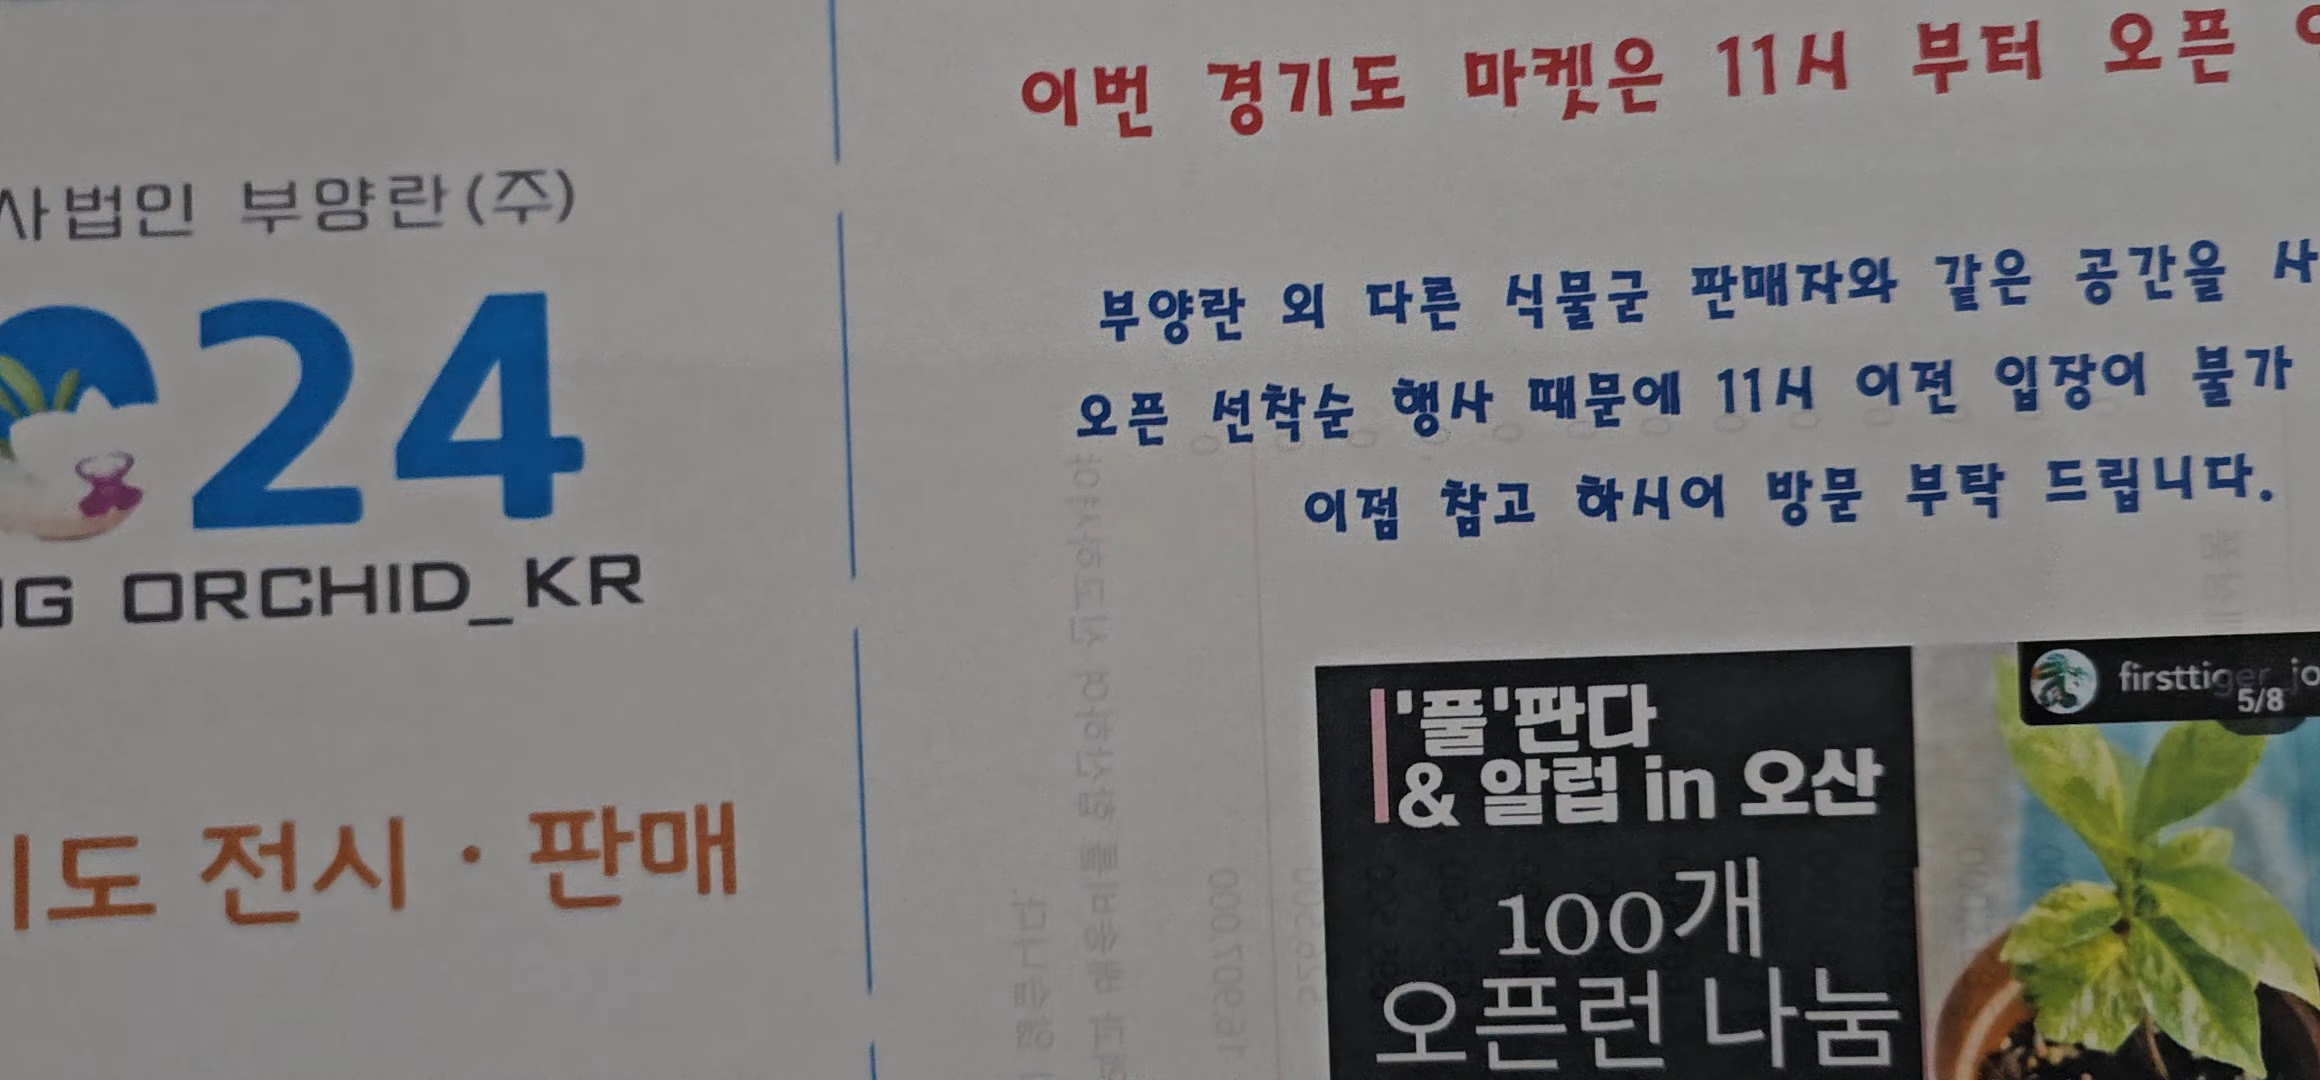 사법인 부양란(주)
24
ORCHID_KR
도 전시·판매
이번 경기도 마켓은 11시 부터 오픈
부양란 외 다른 식물군 판매자와 같은 공간을 사
오픈 선착순 행사 때문에 11시 이전 입장이 불가
이점 참고 하시어 방문 부탁 드립니다.
firsttiger_jo
5/8
'풀'판다
& 알럽 in 오산
100개
오픈런 나눔